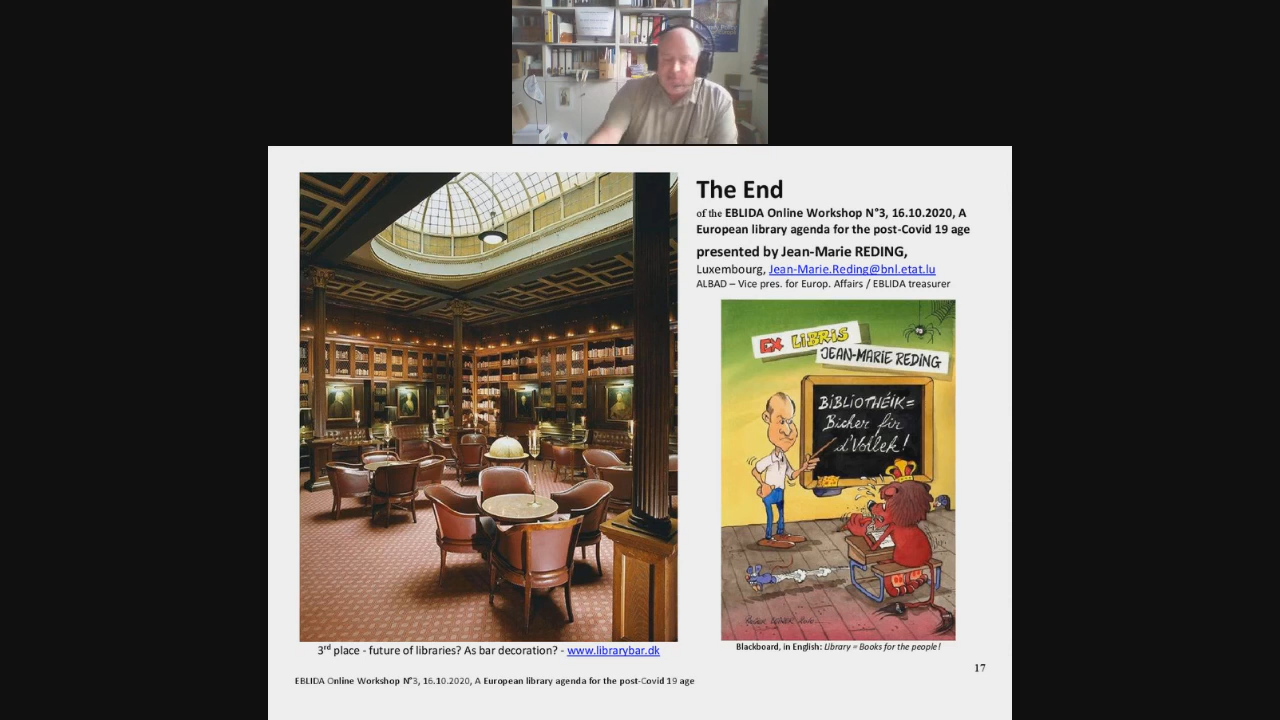 The End
of the EBLIDA Online Workshop N°3, 16.10.2020, A
European library agenda for the post-Covid 19 age
presented by Jean-Marie REDING,
Luxembourg, Jean-Marie.Reding@bnl.etat.lu
ALBAD – Vice pres. for Europ. Affairs / EBLIDA treasurer
EX LiBRiS
JEAN-MARIE REDING
BiBLiOTHÉIK=
Bicher fir
d'Vollek!
Blackboard, in English: Library = Books for the people!
3rd place - future of libraries? As bar decoration? - www.librarybar.dk
17
EBLIDA Online Workshop N°3, 16.10.2020, A European library agenda for the post-Covid 19 age